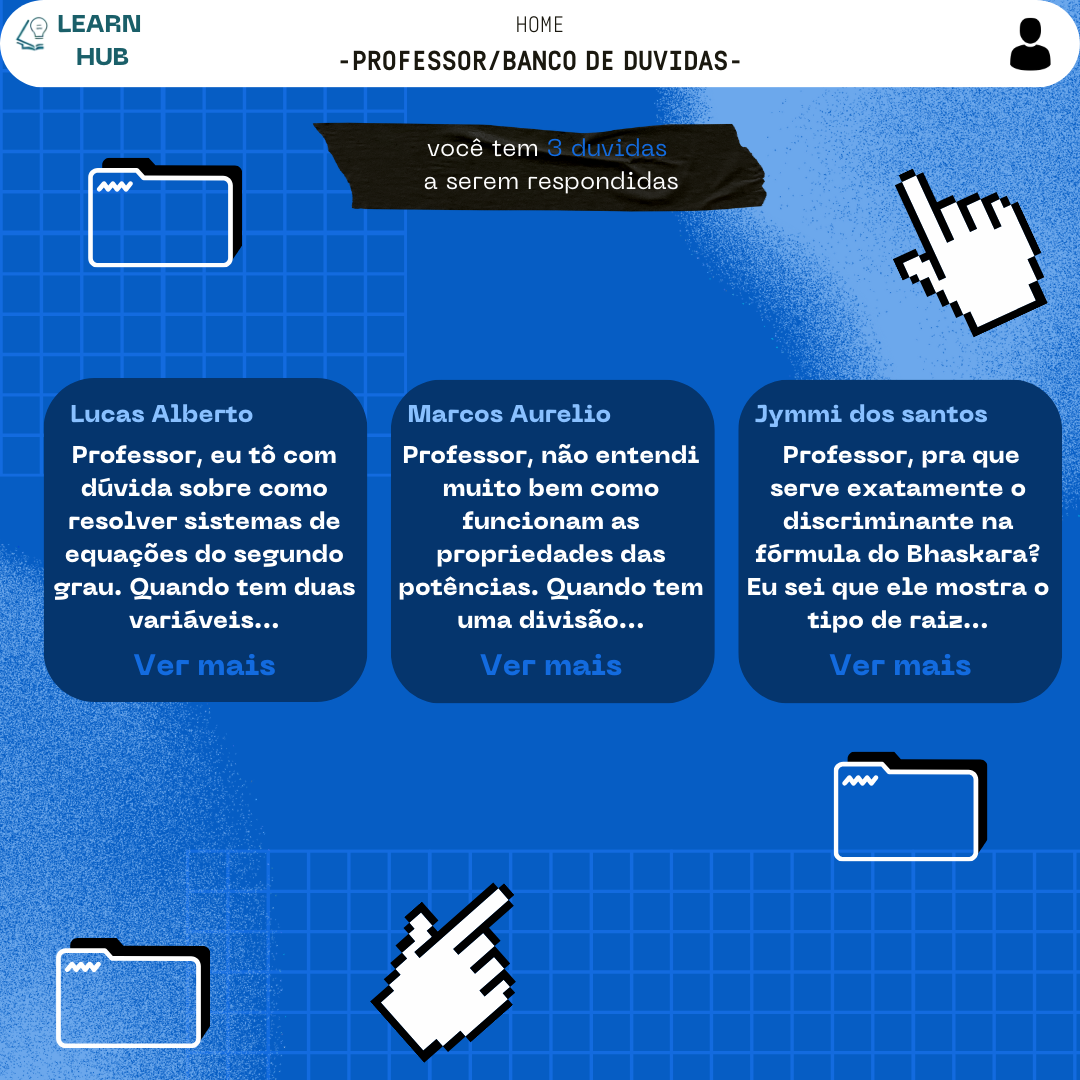 LEARN
HUB
HOME
-PROFESSOR/BANCO DE DUVIDAS-
você tem 3 duvidas
a serem respondidas
Lucas Alberto
Professor, eu tô com
dúvida sobre como
resolver sistemas de
equações do segundo
grau. Quando tem duas
variáveis...
Ver mais
Marcos Aurelio
Professor, não entendi
muito bem como
funcionam as
propriedades das
potências. Quando tem
uma divisão...
Ver mais
Jymmi dos santos
Professor, pra que
serve exatamente o
discriminante na
fórmula do Bhaskara?
Eu sei que ele mostra o
tipo de raiz...
Ver mais